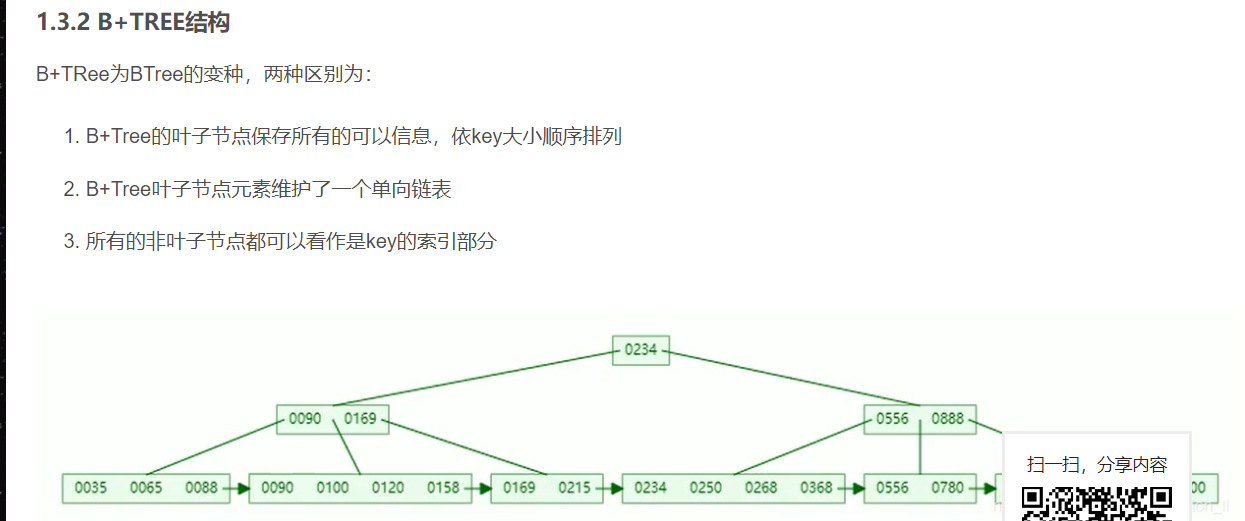 1.3.2 B+TREE结构
B+TRee为BTree的变种，两种区别为：
1. B+Tree的叶子节点保存所有的可以信息，依key大小顺序排列
2. B+Tree叶子节点元素维护了一个单向链表
3. 所有的非叶子节点都可以看作是key的索引部分
0234
0090 0169 0556 0888
扫一扫，分享内容
0035 0065 0088 0090 0100 0120 0158 0169 0215 0234 0250 0268 0368 0556 0780 00